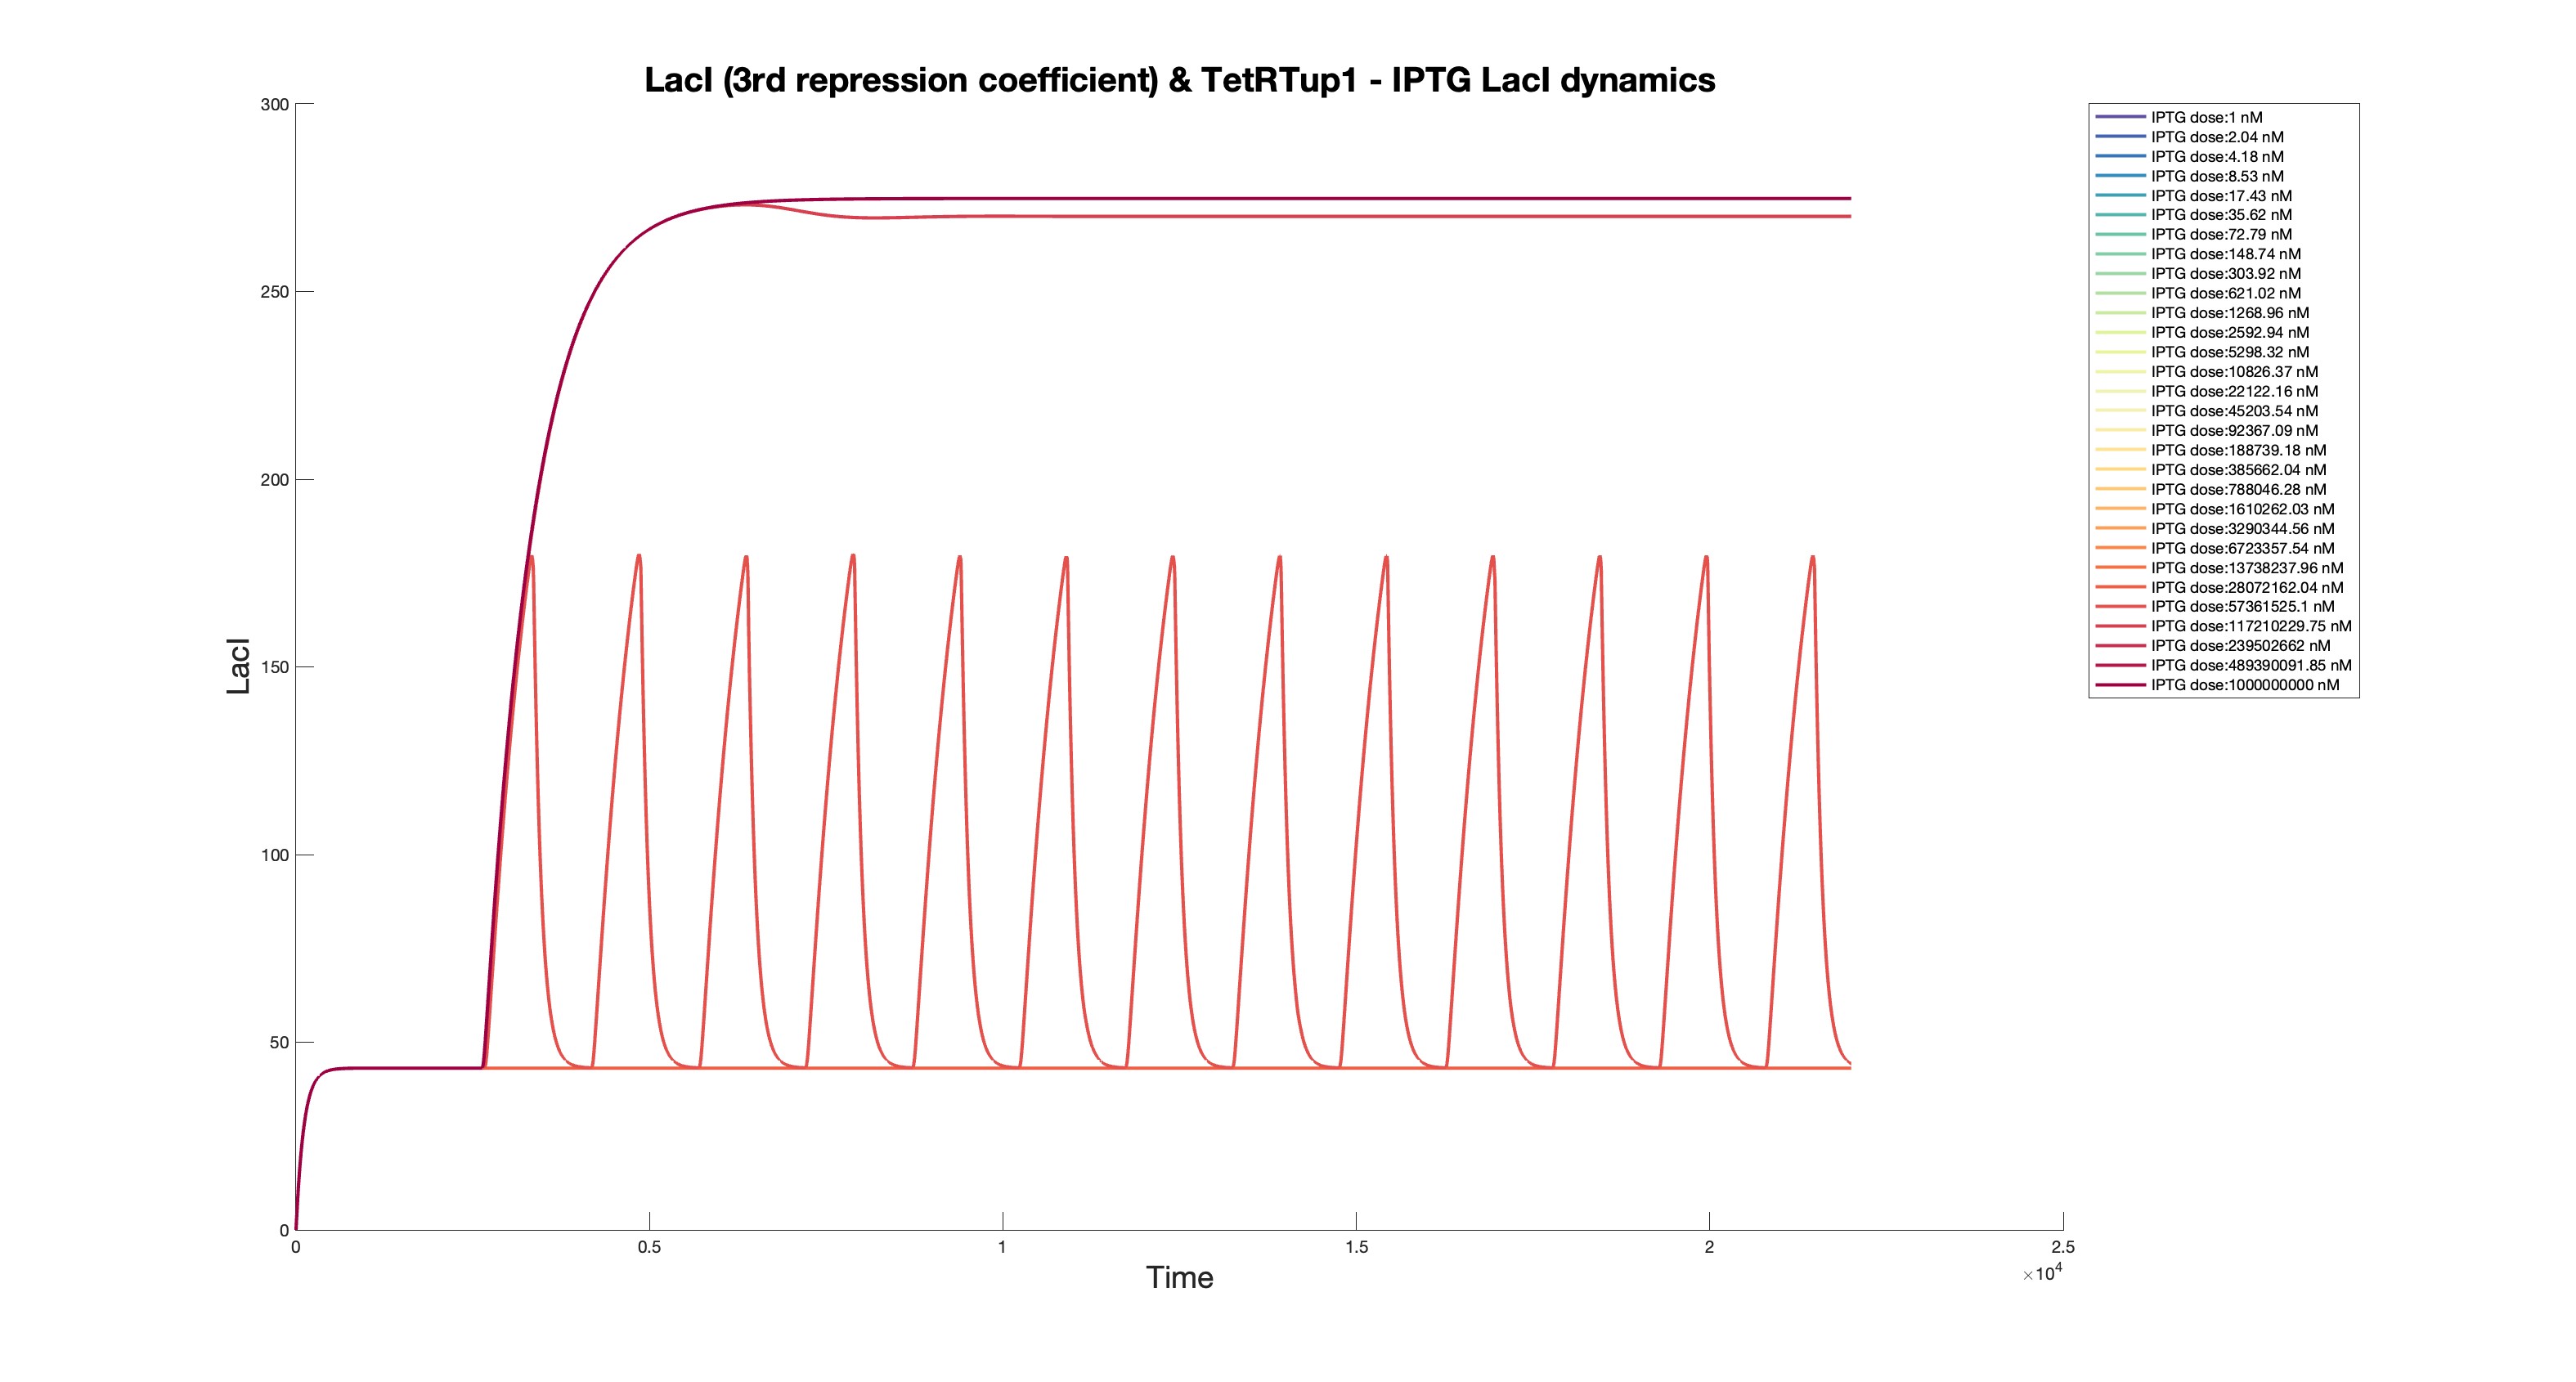 LacI (3rd repression coefficient) & TetRTup1 - IPTG LacI dynamics
300
250
200
150
100
50
0
LacI
0
0.5
1
1.5
2
2.5
×10^4
Time
IPTG dose:1 nM
IPTG dose:2.04 nM
IPTG dose:4.18 nM
IPTG dose:8.53 nM
IPTG dose:17.43 nM
IPTG dose:35.62 nM
IPTG dose:72.79 nM
IPTG dose:148.74 nM
IPTG dose:303.92 nM
IPTG dose:621.02 nM
IPTG dose:1268.96 nM
IPTG dose:2592.94 nM
IPTG dose:5298.32 nM
IPTG dose:10826.37 nM
IPTG dose:22122.16 nM
IPTG dose:45203.54 nM
IPTG dose:92367.09 nM
IPTG dose:188739.18 nM
IPTG dose:385662.04 nM
IPTG dose:788046.28 nM
IPTG dose:1610262.03 nM
IPTG dose:3290344.56 nM
IPTG dose:6723357.54 nM
IPTG dose:13738237.96 nM
IPTG dose:28072162.04 nM
IPTG dose:57361525.1 nM
IPTG dose:117210229.75 nM
IPTG dose:239502662 nM
IPTG dose:489390091.85 nM
IPTG dose:1000000000 nM